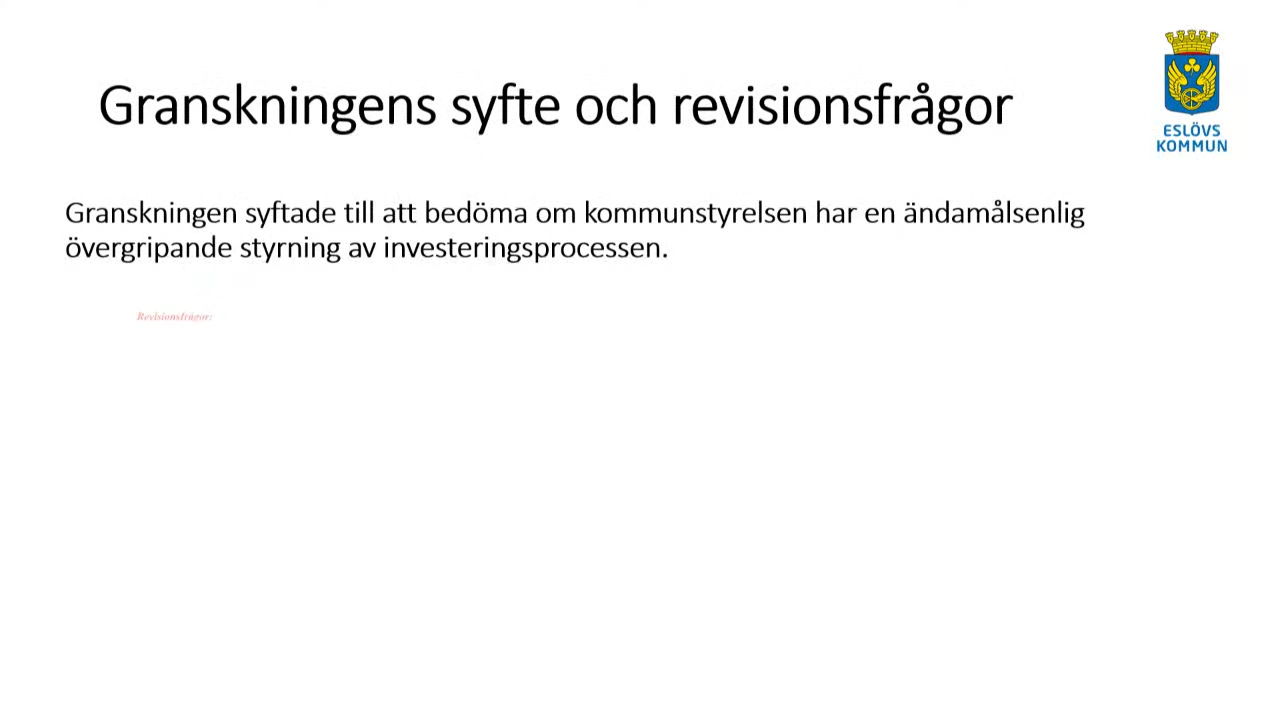 Granskningens syfte och revisionsfrågor
ESLÖVS
KOMMUN
Granskningen syftade till att bedöma om kommunstyrelsen har en ändamålsenlig
övergripande styrning av investeringsprocessen.
Revisionsfrågor: